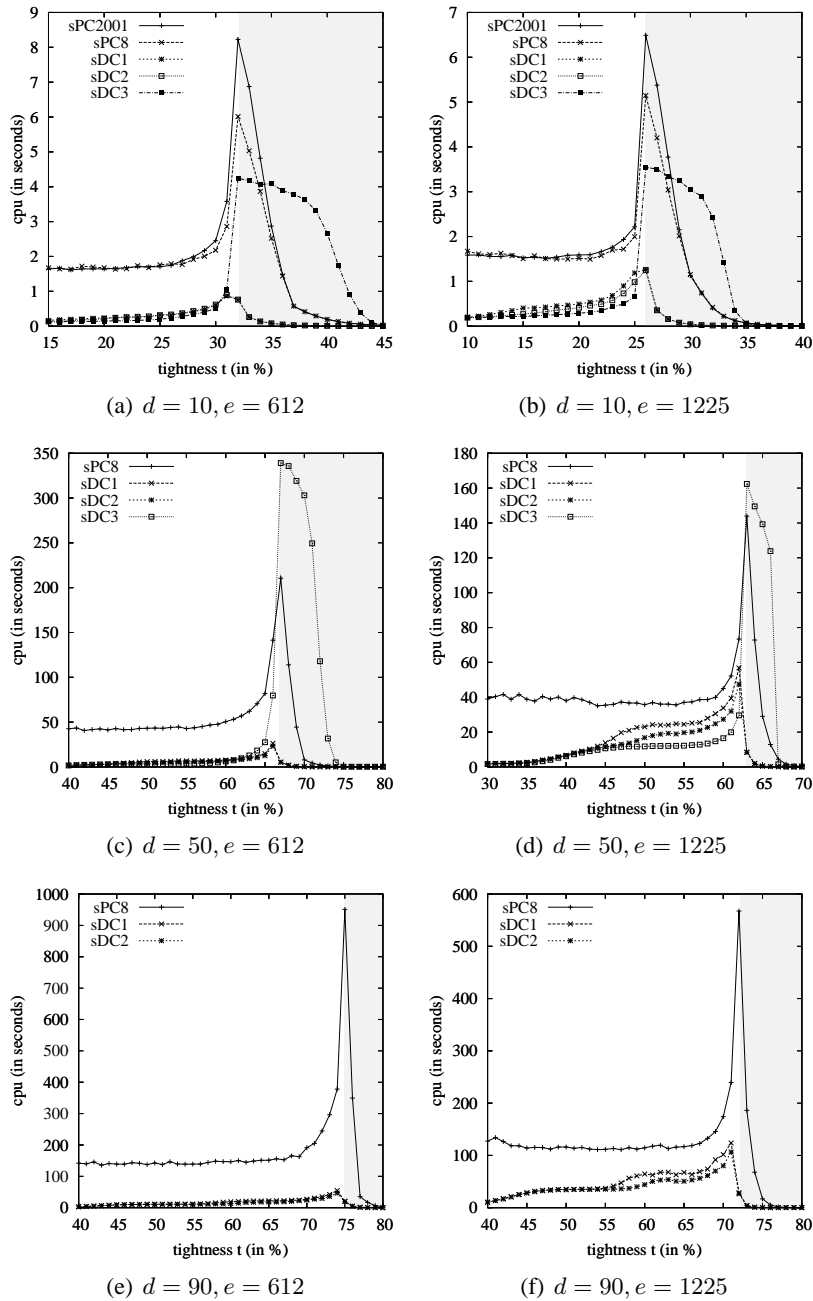 sPC2001
sPC8
sDC1
sDC2
sDC3
cpu (in seconds)
9
8
7
6
5
4
3
2
1
0
15 20 25 30 35 40 45
tightness t (in %)
(a) d = 10, e = 612
sPC2001
sPC8
sDC1
sDC2
sDC3
cpu (in seconds)
7
6
5
4
3
2
1
0
10 15 20 25 30 35 40
tightness t (in %)
(b) d = 10, e = 1225
sPC8
sDC1
sDC2
sDC3
cpu (in seconds)
350
300
250
200
150
100
50
0
40 45 50 55 60 65 70 75 80
tightness t (in %)
(c) d = 50, e = 612
sPC8
sDC1
sDC2
sDC3
cpu (in seconds)
180
160
140
120
100
80
60
40
20
0
30 35 40 45 50 55 60 65 70
tightness t (in %)
(d) d = 50, e = 1225
sPC8
sDC1
sDC2
cpu (in seconds)
1000
900
800
700
600
500
400
300
200
100
0
40 45 50 55 60 65 70 75 80
tightness t (in %)
(e) d = 90, e = 612
sPC8
sDC1
sDC2
cpu (in seconds)
600
500
400
300
200
100
0
40 45 50 55 60 65 70 75 80
tightness t (in %)
(f) d = 90, e = 1225